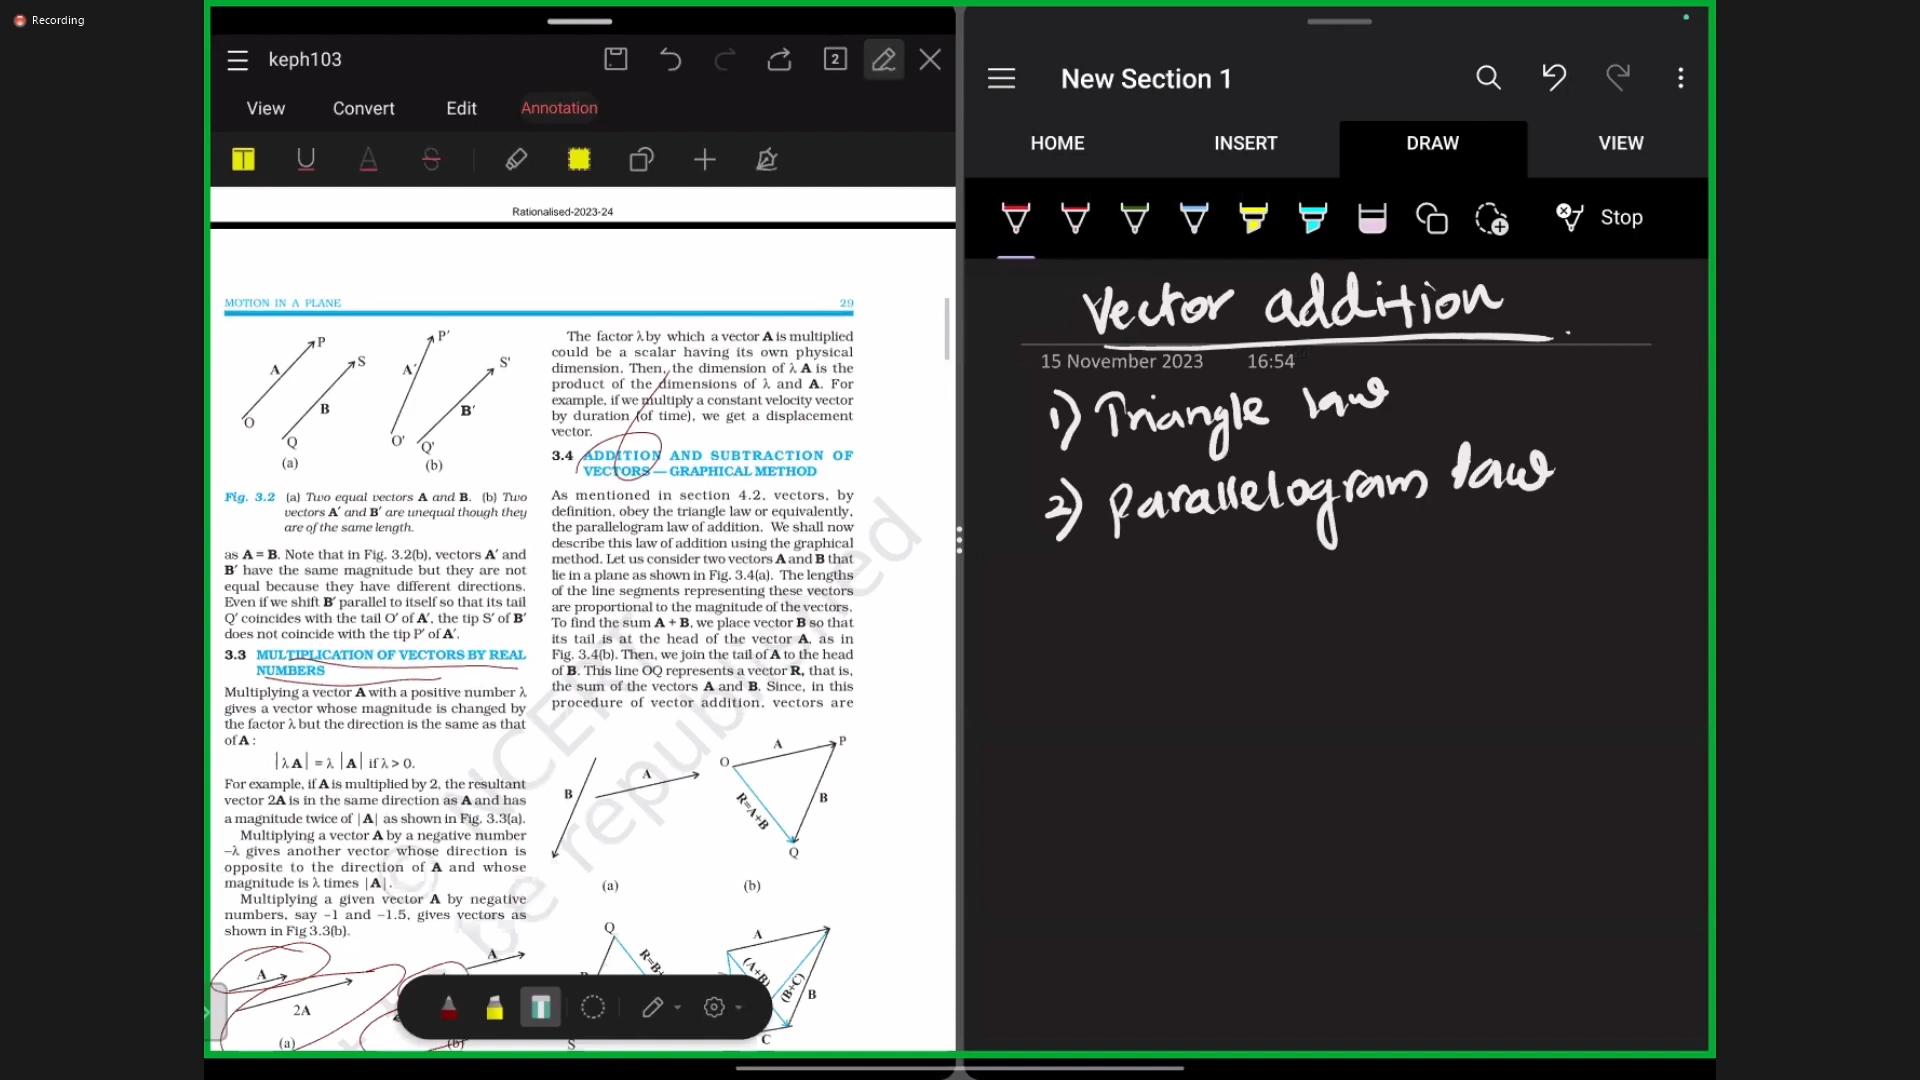 Recording
keph103
2
View Convert Edit Annotation
Rationalised-2023-24
MOTION IN A PLANE 29
P
S
A
B
O
Q
(a)
P′
S'
A′
B′
O'
Q'
(b)
Fig. 3.2 (a) Two equal vectors A and B. (b) Two
vectors A′ and B′ are unequal though they
are of the same length.
as A = B. Note that in Fig. 3.2(b), vectors A′ and
B′ have the same magnitude but they are not
equal because they have different directions.
Even if we shift B′ parallel to itself so that its tail
Q′ coincides with the tail O′ of A′, the tip S′ of B′
does not coincide with the tip P′ of A′.
3.3 MULTIPLICATION OF VECTORS BY REAL
NUMBERS
Multiplying a vector A with a positive number λ
gives a vector whose magnitude is changed by
the factor λ but the direction is the same as that
of A :
|λ A| = λ |A| if λ > 0.
For example, if A is multiplied by 2, the resultant
vector 2A is in the same direction as A and has
a magnitude twice of |A| as shown in Fig. 3.3(a).
Multiplying a vector A by a negative number
−λ gives another vector whose direction is
opposite to the direction of A and whose
magnitude is λ times |A|.
Multiplying a given vector A by negative
numbers, say −1 and −1.5, gives vectors as
shown in Fig 3.3(b).
A
2A
(a)
A
(b)
The factor λ by which a vector A is multiplied
could be a scalar having its own physical
dimension. Then, the dimension of λ A is the
product of the dimensions of λ and A. For
example, if we multiply a constant velocity vector
by duration (of time), we get a displacement
vector.
3.4 ADDITION AND SUBTRACTION OF
VECTORS — GRAPHICAL METHOD
As mentioned in section 4.2, vectors, by
definition, obey the triangle law or equivalently,
the parallelogram law of addition. We shall now
describe this law of addition using the graphical
method. Let us consider two vectors A and B that
lie in a plane as shown in Fig. 3.4(a). The lengths
of the line segments representing these vectors
are proportional to the magnitude of the vectors.
To find the sum A + B, we place vector B so that
its tail is at the head of the vector A, as in
Fig. 3.4(b). Then, we join the tail of A to the head
of B. This line OQ represents a vector R, that is,
the sum of the vectors A and B. Since, in this
procedure of vector addition, vectors are
B
A
(a)
A
P
O
R=A+B
B
Q
(b)
Q
R=B+
S
A
(A+B)
(B+C)
B
C
© NCERT
be republished
New Section 1
HOME INSERT DRAW VIEW
Stop
Vector addition
15 November 2023 16:54
1) Triangle law
2) Parallelogram law